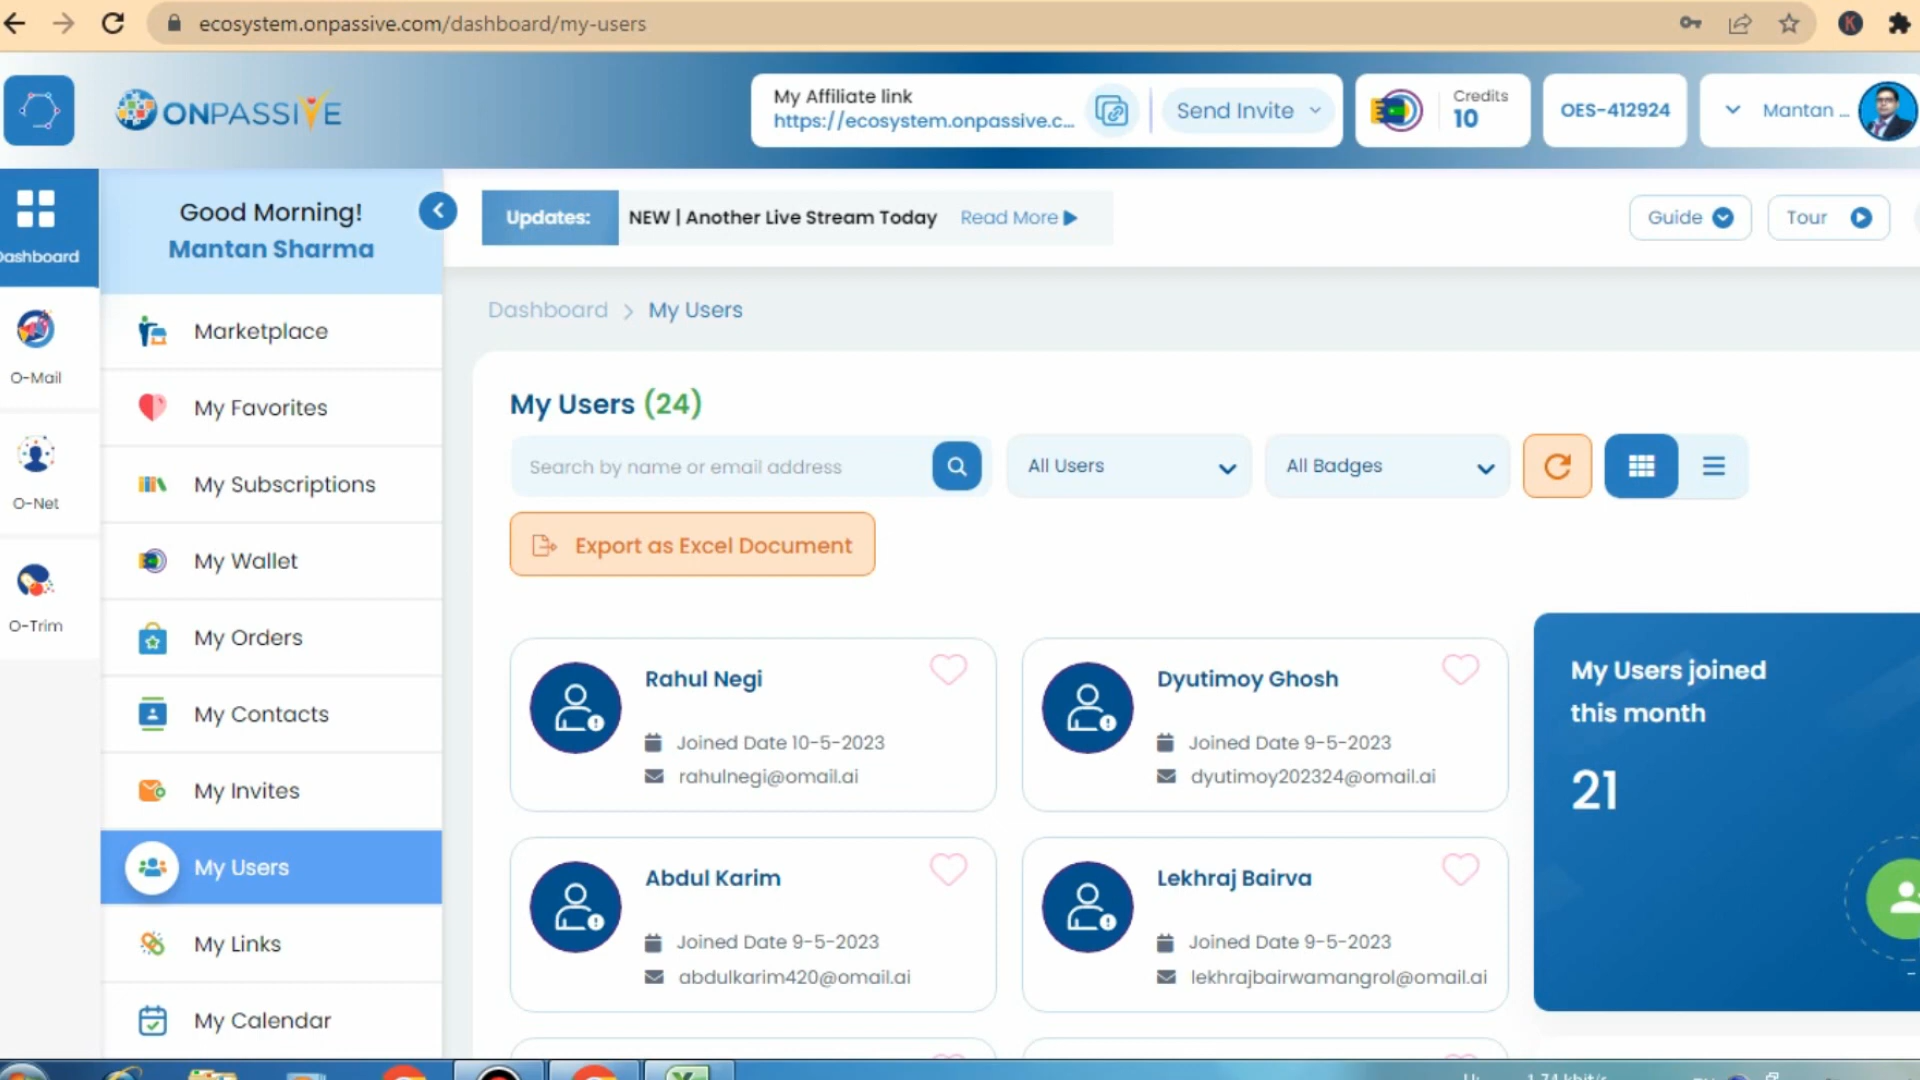 ecosystem.onpassive.com/dashboard/my-users
K
ONPASSIVE
My Affiliate link
https://ecosystem.onpassive.c...
Send Invite
Credits
10
OES-412924
Mantan ...
Dashboard
O-Mail
O-Net
O-Trim
Good Morning!
Mantan Sharma
Marketplace
My Favorites
My Subscriptions
My Wallet
My Orders
My Contacts
My Invites
My Users
My Links
My Calendar
Updates:
NEW | Another Live Stream Today
Read More
Guide
Tour
Dashboard > My Users
My Users (24)
Search by name or email address
All Users
All Badges
Export as Excel Document
Rahul Negi
Joined Date 10-5-2023
rahulnegi@omail.ai
Dyutimoy Ghosh
Joined Date 9-5-2023
dyutimoy202324@omail.ai
Abdul Karim
Joined Date 9-5-2023
abdulkarim420@omail.ai
Lekhraj Bairva
Joined Date 9-5-2023
lekhrajbairwamangrol@omail.ai
My Users joined
this month
21